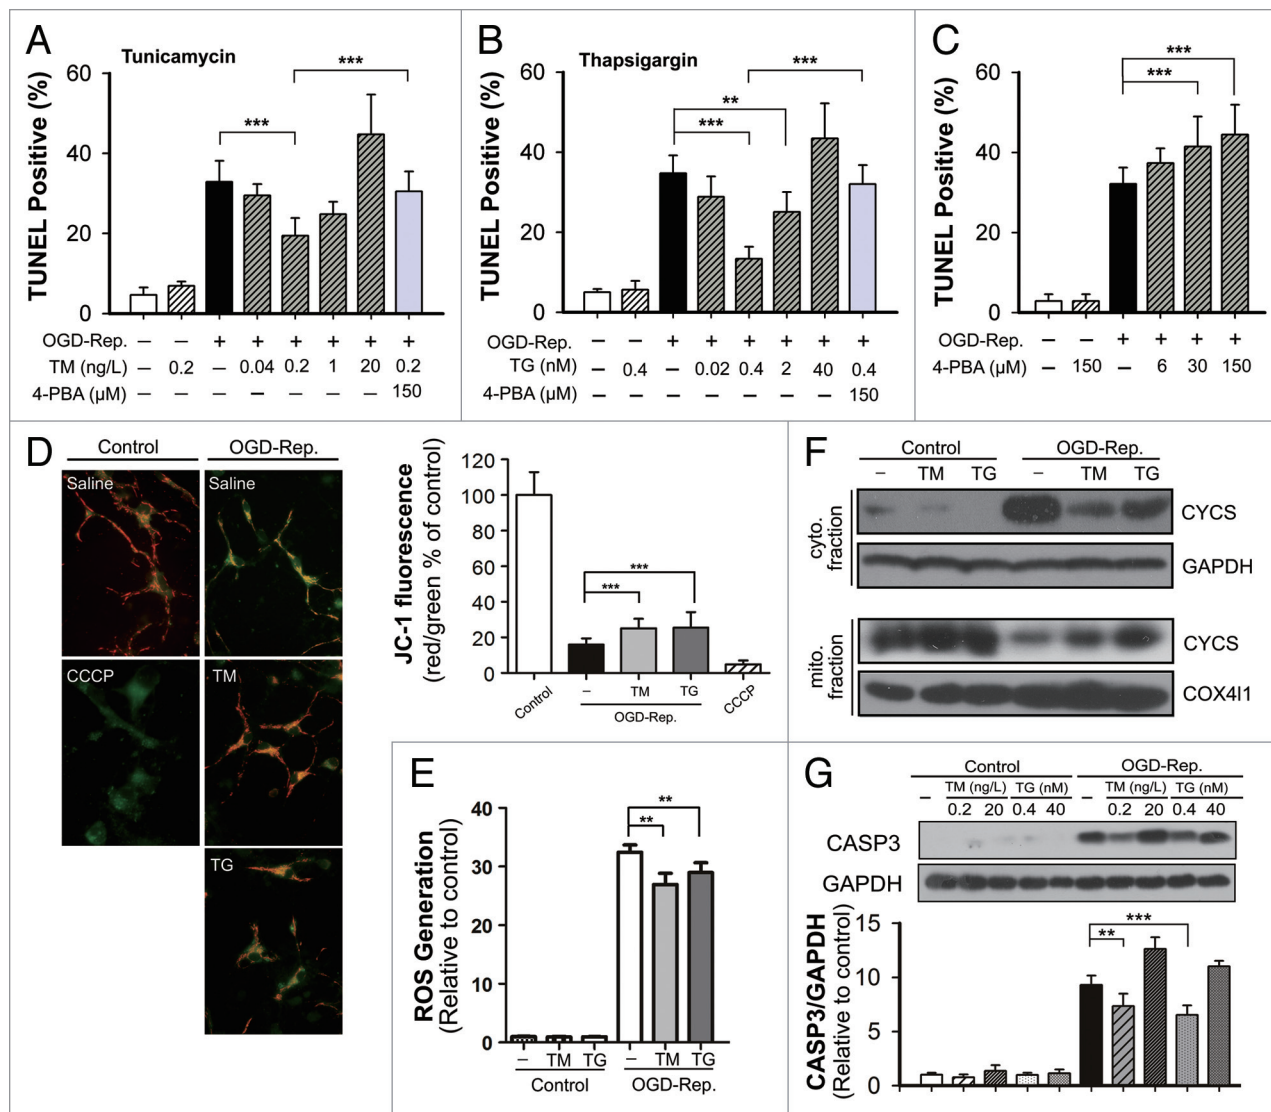 A
Tunicamycin
TUNEL Positive (%)
60
40
20
0
***
***
OGD-Rep. – – + + + + + +
TM (ng/L) – 0.2 – 0.04 0.2 1 20 0.2
4-PBA (µM) – – – – – – – 150
B
Thapsigargin
TUNEL Positive (%)
60
40
20
0
***
**
***
OGD-Rep. – – + + + + + +
TG (nM) – 0.4 – 0.02 0.4 2 40 0.4
4-PBA (µM) – – – – – – – 150
C
TUNEL Positive (%)
60
40
20
0
***
***
OGD-Rep. – – + + + +
4-PBA (µM) – 150 – 6 30 150
D
Control OGD-Rep.
Saline Saline
CCCP TM
TG
JC-1 fluorescence
(red/green % of control)
120
100
80
60
40
20
0
***
***
Control – TM TG CCCP
OGD-Rep.
E
ROS Generation
(Relative to control)
40
30
20
10
0
**
**
– TM TG – TM TG
Control OGD-Rep.
F
Control OGD-Rep.
– TM TG – TM TG
cyto.
fraction
CYCS
GAPDH
mito.
fraction
CYCS
COX4I1
G
Control OGD-Rep.
TM (ng/L) TG (nM) TM (ng/L) TG (nM)
– 0.2 20 0.4 40 – 0.2 20 0.4 40
CASP3
GAPDH
CASP3/GAPDH
(Relative to control)
15
10
5
0
***
**